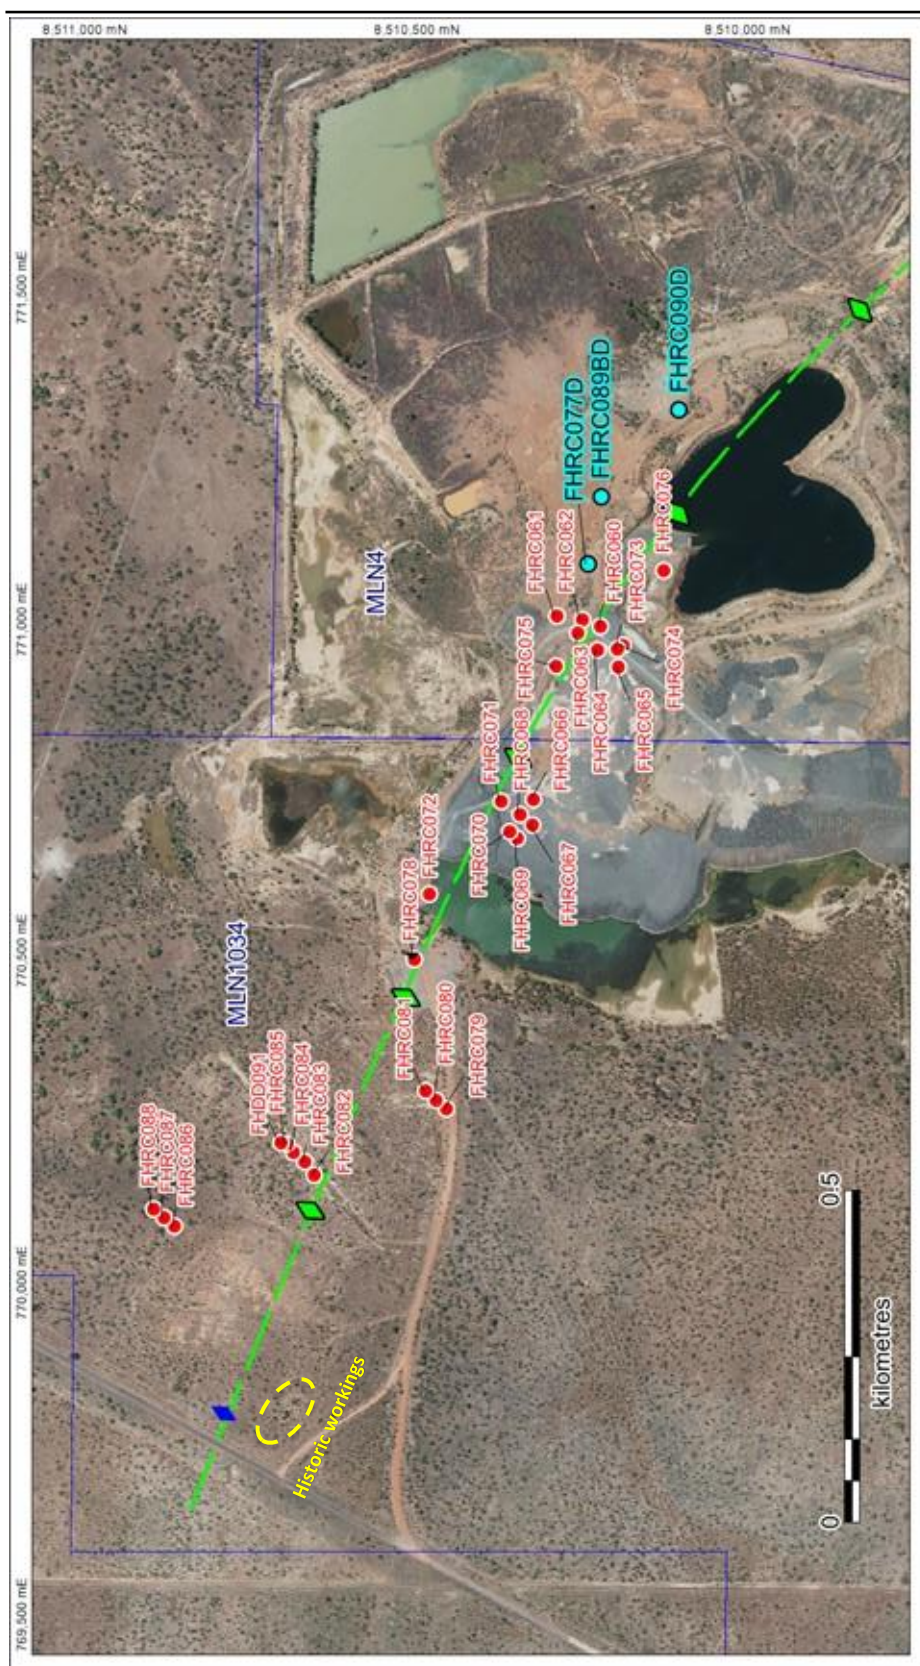 8,511,000 mN
8,510,500 mN
8,510,000 mN
769,500 mE
770,000 mE
770,500 mE
771,000 mE
771,500 mE
MLN1034
MLN4
FHRC088
FHRC087
FHRC086
FHDD091
FHRC085
FHRC084
FHRC083
FHRC082
FHRC081
FHRC080
FHRC079
FHRC078
FHRC072
FHRC071
FHRC070
FHRC068
FHRC066
FHRC069
FHRC067
FHRC075
FHRC063
FHRC064
FHRC065
FHRC061
FHRC062
FHRC060
FHRC073
FHRC074
FHRC076
FHRC077D
FHRC089BD
FHRC090D
Historic workings
0
0.5
kilometres